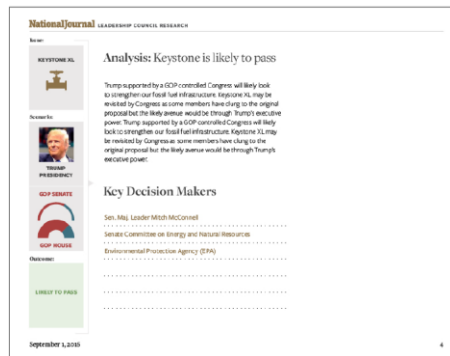 NationalJournal LEADERSHIP COUNCIL RESEARCH
Issue:
KEYSTONE XL
Scenario:
TRUMP
PRESIDENCY
GOP SENATE
GOP HOUSE
Outcome:
LIKELY TO PASS
Analysis: Keystone is likely to pass
Trump supported by a GOP controlled Congress will likely look
to strengthen our fossil fuel infrastructure. Keystone XL may be
revisited by Congress as some members have clung to the original
proposal but the likely avenue would be through Trump's executive
power. Trump supported by a GOP controlled Congress will likely
look to strengthen our fossil fuel infrastructure. Keystone XL may
be revisited by Congress as some members have clung to the
original proposal but the likely avenue would be through Trump's
executive power.
Key Decision Makers
Sen. Maj. Leader Mitch McConnell
Senate Committee on Energy and Natural Resources
Environmental Protective Agency (EPA)
September 1, 2016
4